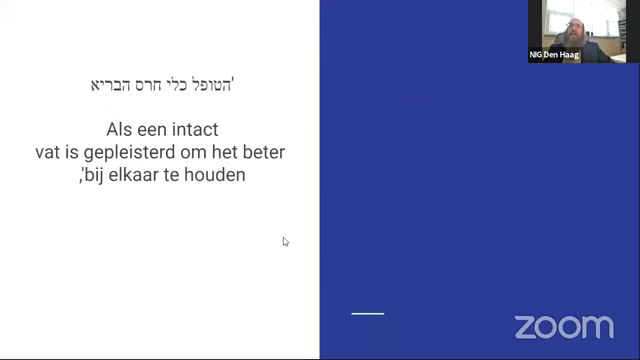 'הטופל כלי חרס הבריא
Als een intact
vat is gepleisterd om het beter
,'bij elkaar te houden
NIG Den Haag
zoom